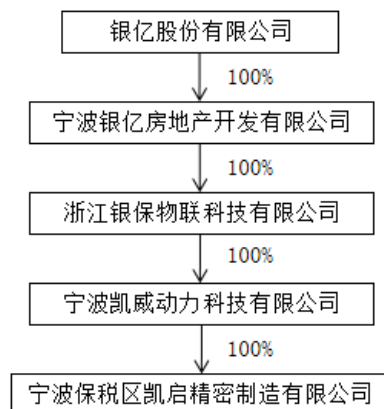 银亿股份有限公司
100%
宁波银亿房地产开发有限公司
100%
浙江银保物联科技有限公司
100%
宁波凯威动力科技有限公司
100%
宁波保税区凯启精密制造有限公司